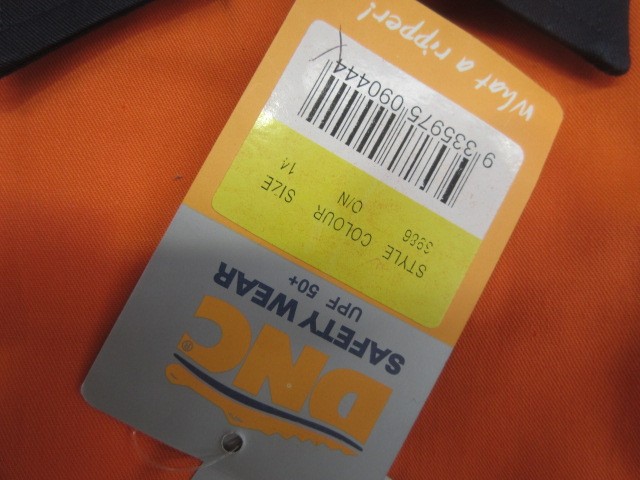 DNC®
SAFETY WEAR
UPF 50+
STYLE COLOUR SIZE
3986 O/N 14
9 335975 090444
What a ripper!